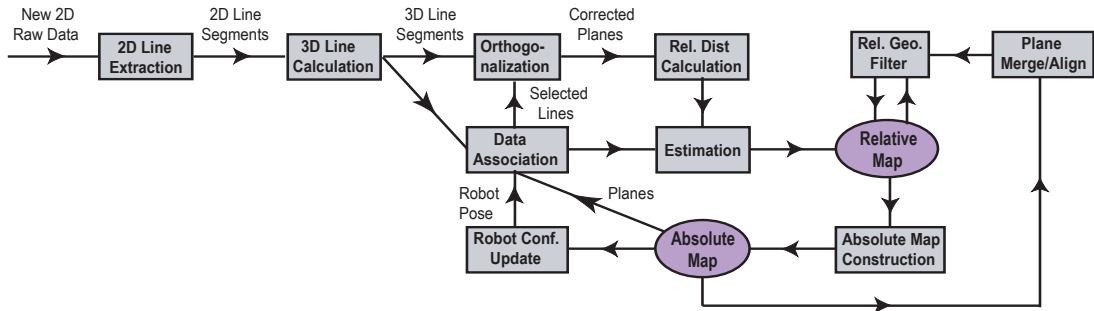 New 2D
Raw Data
2D Line
Segments
3D Line
Segments
Corrected
Planes
2D Line
Extraction
3D Line
Calculation
Orthogo-
nalization
Rel. Dist
Calculation
Rel. Geo.
Filter
Plane
Merge/Align
Selected
Lines
Data
Association
Estimation
Relative
Map
Robot
Pose
Planes
Robot Conf.
Update
Absolute
Map
Absolute Map
Construction